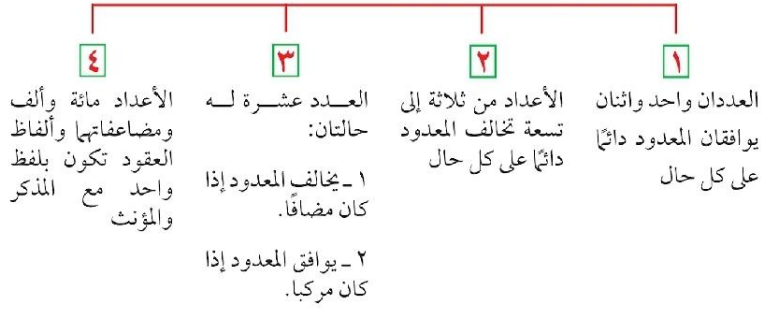 ١
العددان واحد واثنان
يوافقان المعدود دائمًا
على كل حال
٢
الأعداد من ثلاثة إلى
تسعة تخالف المعدود
دائمًا على كل حال
٣
العدد عشرة له
حالتان:
١ ـ يخالف المعدود إذا
كان مضافًا.
٢ ـ يوافق المعدود إذا
كان مركبا.
٤
الأعداد مائة وألف
ومضاعفاتهما وألفاظ
العقود تكون بلفظ
واحد مع المذكر
والمؤنث